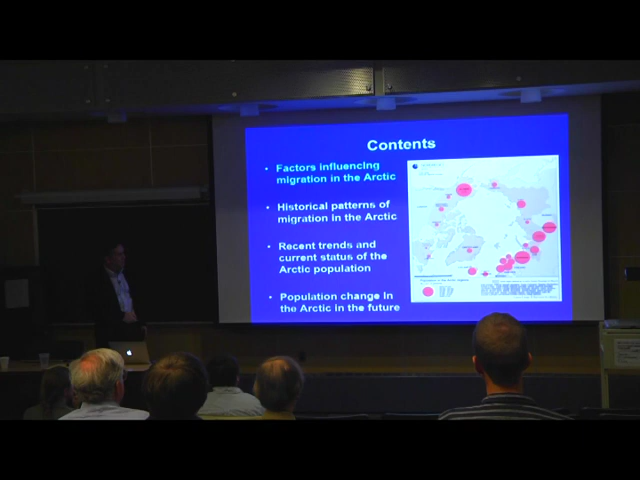 Contents
• Factors influencing
migration in the Arctic
• Historical patterns of
migration in the Arctic
• Recent trends and
current status of the
Arctic population
• Population change in
the Arctic in the future